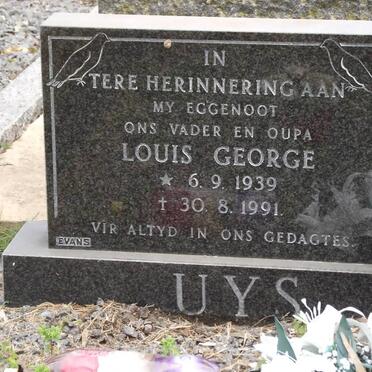 IN
TERE HERINNERING AAN
MY EGGENOOT
ONS VADER EN OUPA
LOUIS GEORGE
★ 6. 9. 1939
† 30. 8. 1991.
VIR ALTYD IN ONS GEDAGTES.
EVANS
UYS